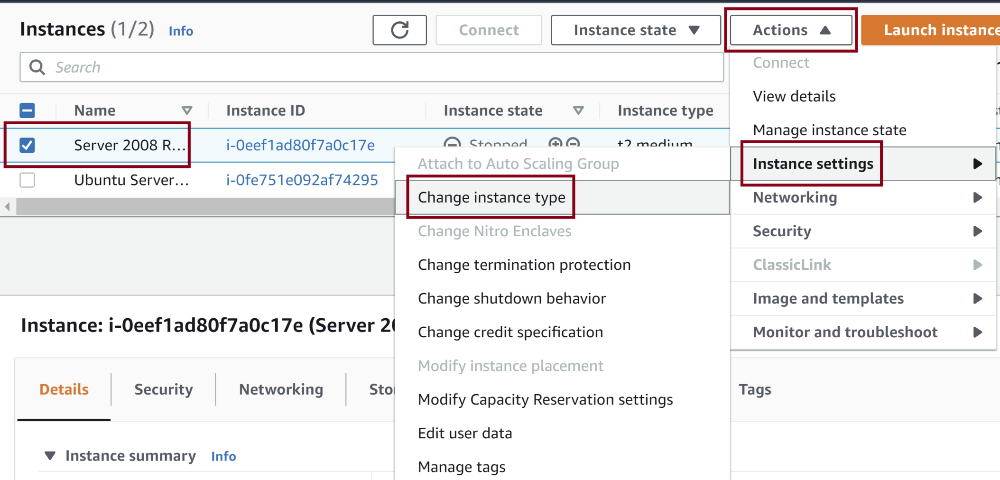 Instances (1/2) Info
Connect
Instance state
Actions
Launch instance
Search
Name
Instance ID
Instance state
Instance type
Server 2008 R...
i-0eef1ad80f7a0c17e
Stopped
t2.medium
Ubuntu Server...
i-0fe751e092af74295
Connect
View details
Manage instance state
Instance settings
Networking
Security
ClassicLink
Image and templates
Monitor and troubleshoot
Attach to Auto Scaling Group
Change instance type
Change Nitro Enclaves
Change termination protection
Change shutdown behavior
Change credit specification
Modify instance placement
Modify Capacity Reservation settings
Edit user data
Manage tags
Instance: i-0eef1ad80f7a0c17e (Server 2
Details
Security
Networking
Sto
Tags
Instance summary Info